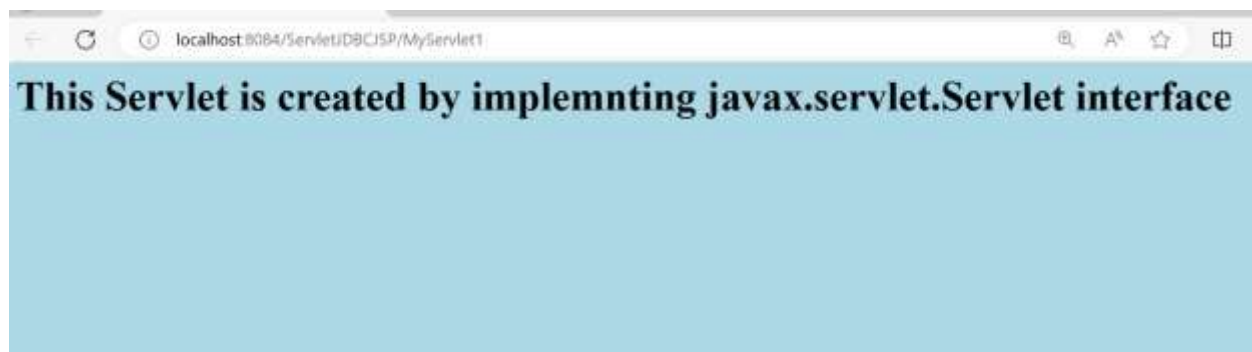 localhost:8084/ServletJDBCJSP/MyServlet1
This Servlet is created by implemnting javax.servlet.Servlet interface